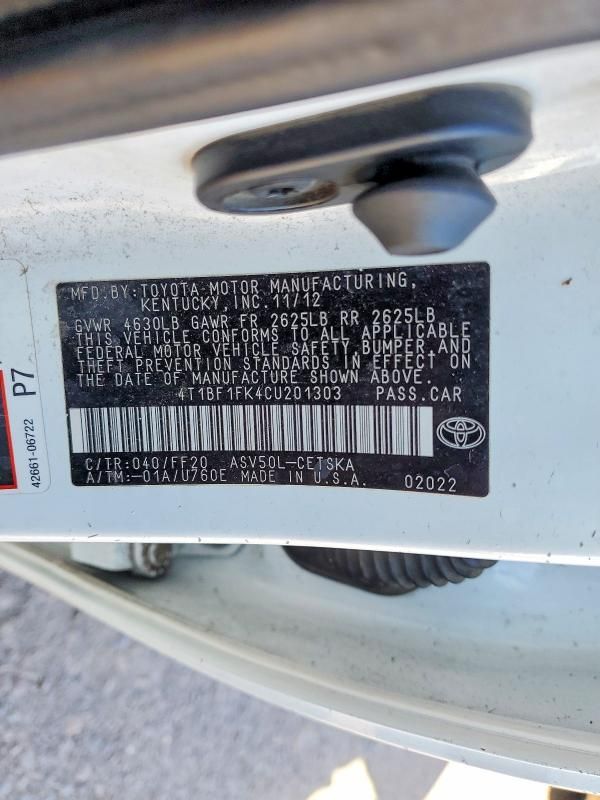 MFD. BY: TOYOTA MOTOR MANUFACTURING,
KENTUCKY, INC. 11/12
GVWR 4630LB GAWR FR 2625LB RR 2625LB
THIS VEHICLE CONFORMS TO ALL APPLICABLE
FEDERAL MOTOR VEHICLE SAFETY, BUMPER AND
THEFT PREVENTION STANDARDS IN EFFECT ON
THE DATE OF MANUFACTURE SHOWN ABOVE.
4T1BF1FK4CU201303 PASS.CAR
C/TR:040/FF20 ASV50L-CETSKA
A/TM:-01A/U760E MADE IN U.S.A. 02022
P7
42661-06722